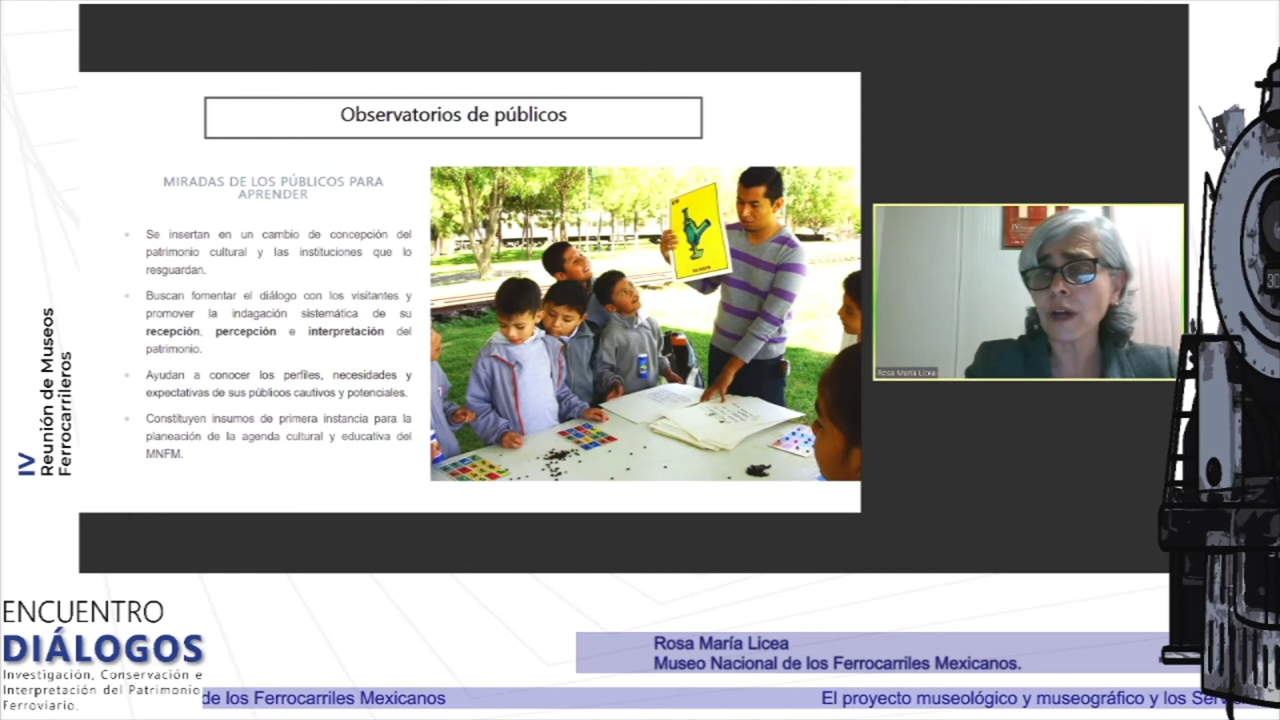 Observatorios de públicos
MIRADAS DE LOS PÚBLICOS PARA
APRENDER
Se insertan en un cambio de concepción del
patrimonio cultural y las instituciones que lo
resguardan.
Buscan fomentar el diálogo con los visitantes y
promover la indagación sistemática de su
recepción, percepción e interpretación del
patrimonio.
Ayudan a conocer los perfiles, necesidades y
expectativas de sus públicos cautivos y potenciales.
Constituyen insumos de primera instancia para la
planeación de la agenda cultural y educativa del
MNFM.
Rosa María Licea
IV
Reunión de Museos
Ferrocarrileros
ENCUENTRO
DIÁLOGOS
Investigación, Conservación e
Interpretación del Patrimonio
Ferroviario.
Rosa María Licea
Museo Nacional de los Ferrocarriles Mexicanos.
de los Ferrocarriles Mexicanos
El proyecto museológico y museográfico y los